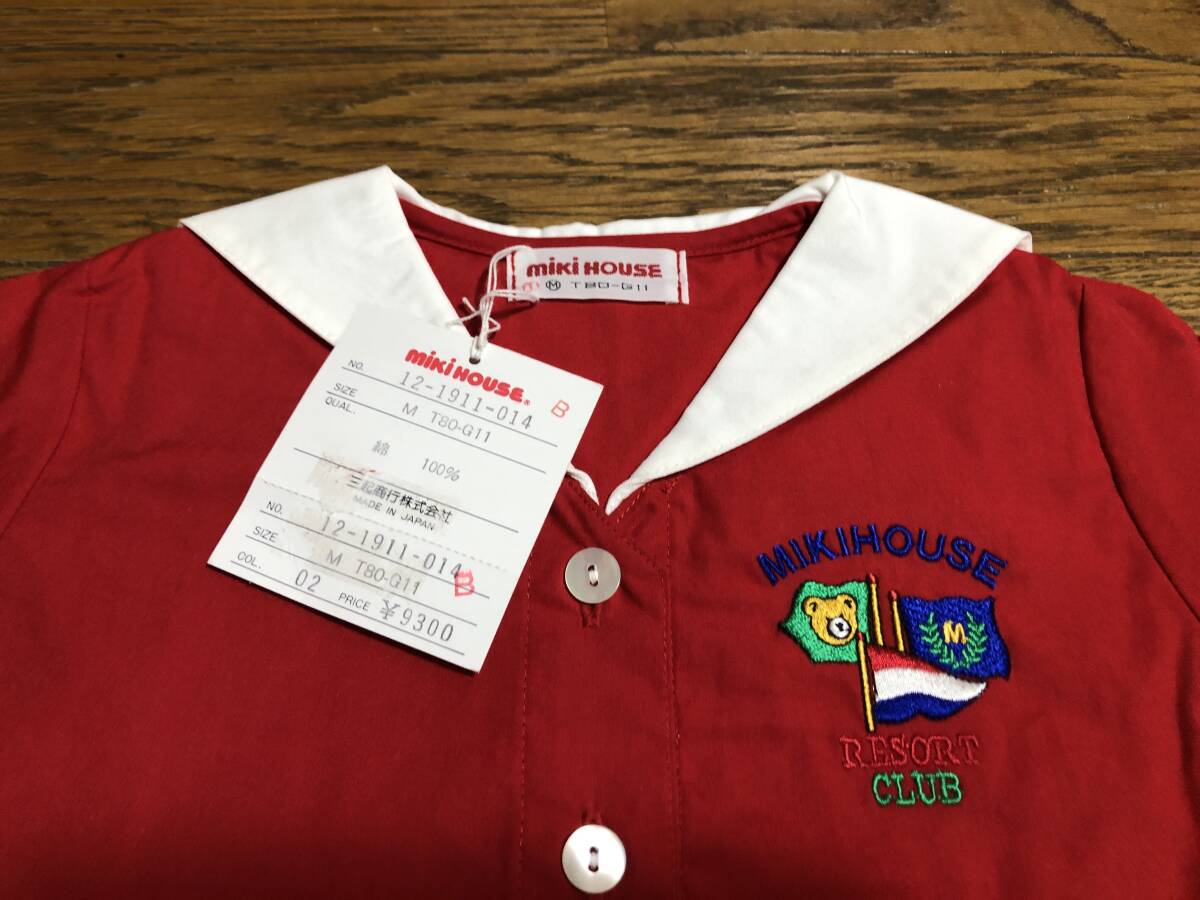 miki HOUSE
Ⓜ T80-G11
miki HOUSE®
NO. 12-1911-014 B
SIZE M T80-G11
QUAL.
綿 100%
三起商行株式会社
MADE IN JAPAN
NO. 12-1911-014
SIZE M T80-G11 B
COL. 02 PRICE ¥9300
MIKIHOUSE
M
RESORT
CLUB